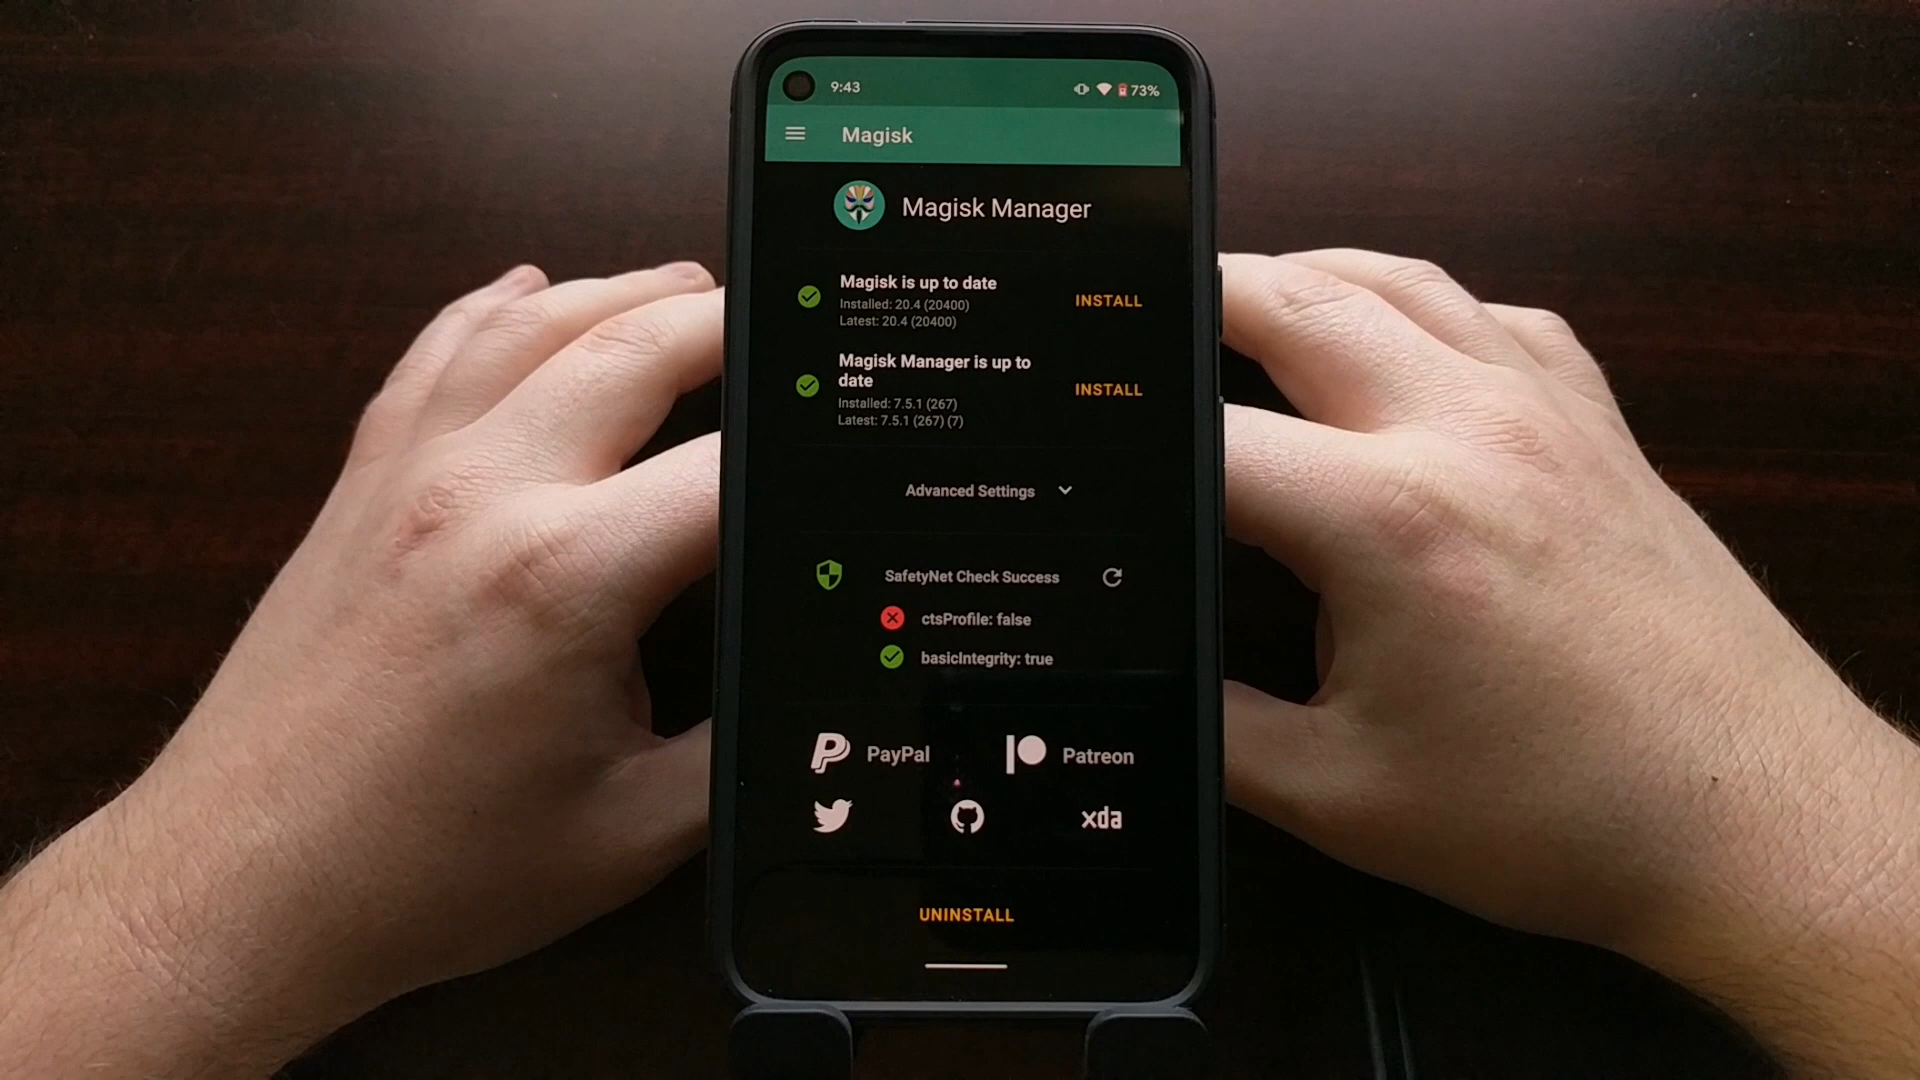 9:43 73%
Magisk
Magisk Manager
Magisk is up to date
Installed: 20.4 (20400)
Latest: 20.4 (20400)
INSTALL
Magisk Manager is up to
date
Installed: 7.5.1 (267)
Latest: 7.5.1 (267) (7)
INSTALL
Advanced Settings
SafetyNet Check Success
ctsProfile: false
basicIntegrity: true
PayPal Patreon
xda
UNINSTALL